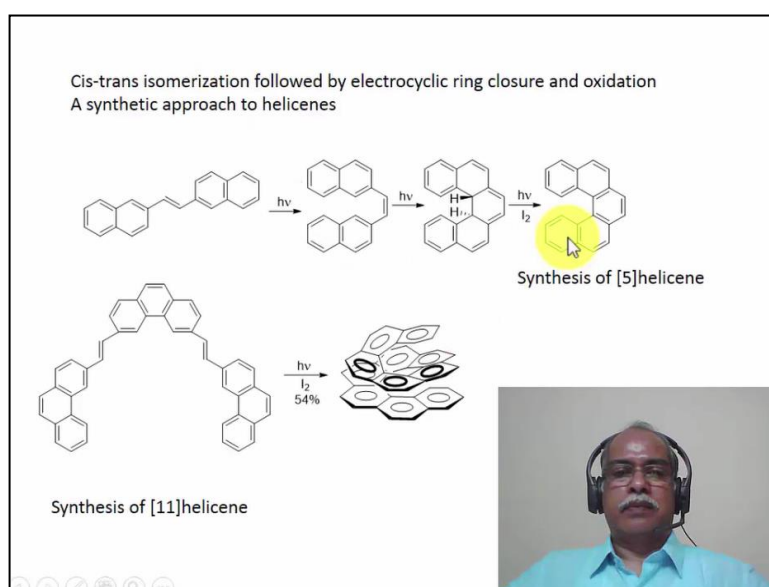 Cis-trans isomerization followed by electrocyclic ring closure and oxidation
A synthetic approach to helicenes
hν
hν
H
H
hν
I2
Synthesis of [5]helicene
hν
I2
54%
Synthesis of [11]helicene